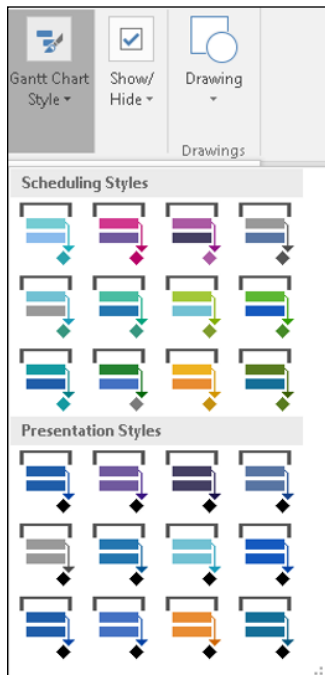 Gantt Chart
Style
Show/
Hide
Drawing
Drawings
Scheduling Styles
Presentation Styles